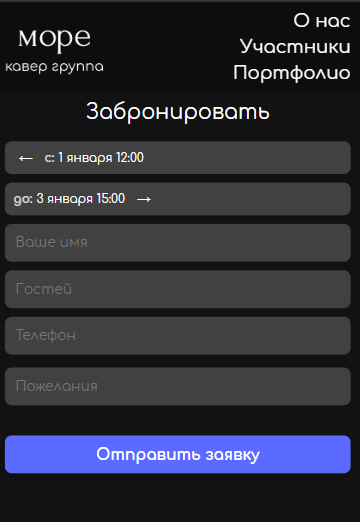 море
кавер группа
О нас
Участники
Портфолио
Забронировать
← с: 1 января 12:00
до: 3 января 15:00 →
Ваше имя
Гостей
Телефон
Пожелания
Отправить заявку